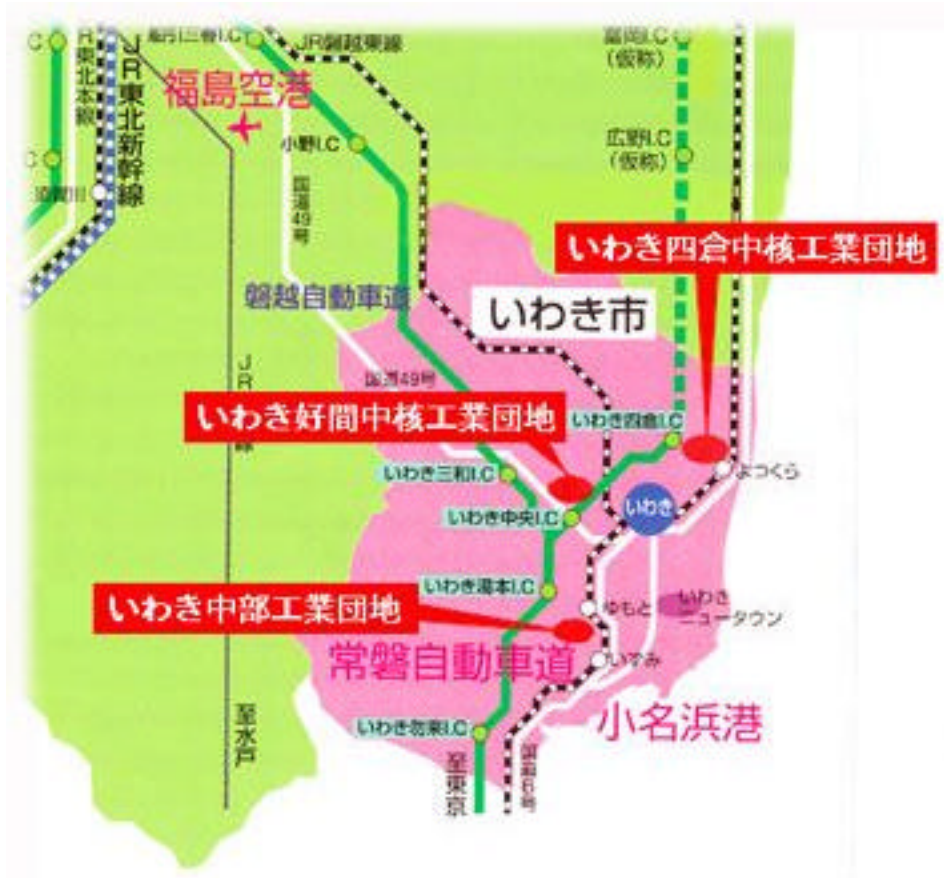 JR東北本線
JR東北新幹線
JR磐越東線
富岡I.C
(仮称)
福島空港
小野I.C
広野I.C
(仮称)
国道49号
いわき四倉中核工業団地
磐越自動車道
いわき市
国道49号
いわき好間中核工業団地
いわき四倉I.C
いわき三和I.C
よつくら
いわき
いわき中央I.C
いわき湯本I.C
いわき中部工業団地
ゆもと
いわき
ニュータウン
常磐自動車道
いずみ
小名浜港
いわき勿来I.C
至水戸
至東京
国道6号